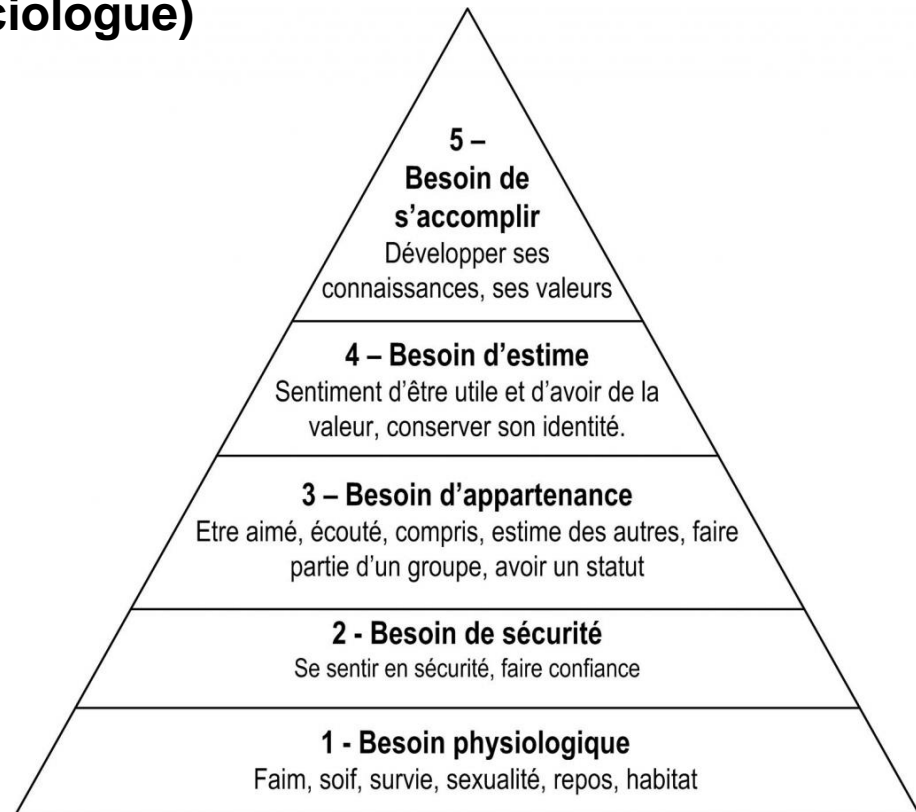 ciologue)
5 –
Besoin de
s’accomplir
Développer ses
connaissances, ses valeurs
4 – Besoin d’estime
Sentiment d’être utile et d’avoir de la
valeur, conserver son identité.
3 – Besoin d’appartenance
Etre aimé, écouté, compris, estime des autres, faire
partie d’un groupe, avoir un statut
2 - Besoin de sécurité
Se sentir en sécurité, faire confiance
1 - Besoin physiologique
Faim, soif, survie, sexualité, repos, habitat